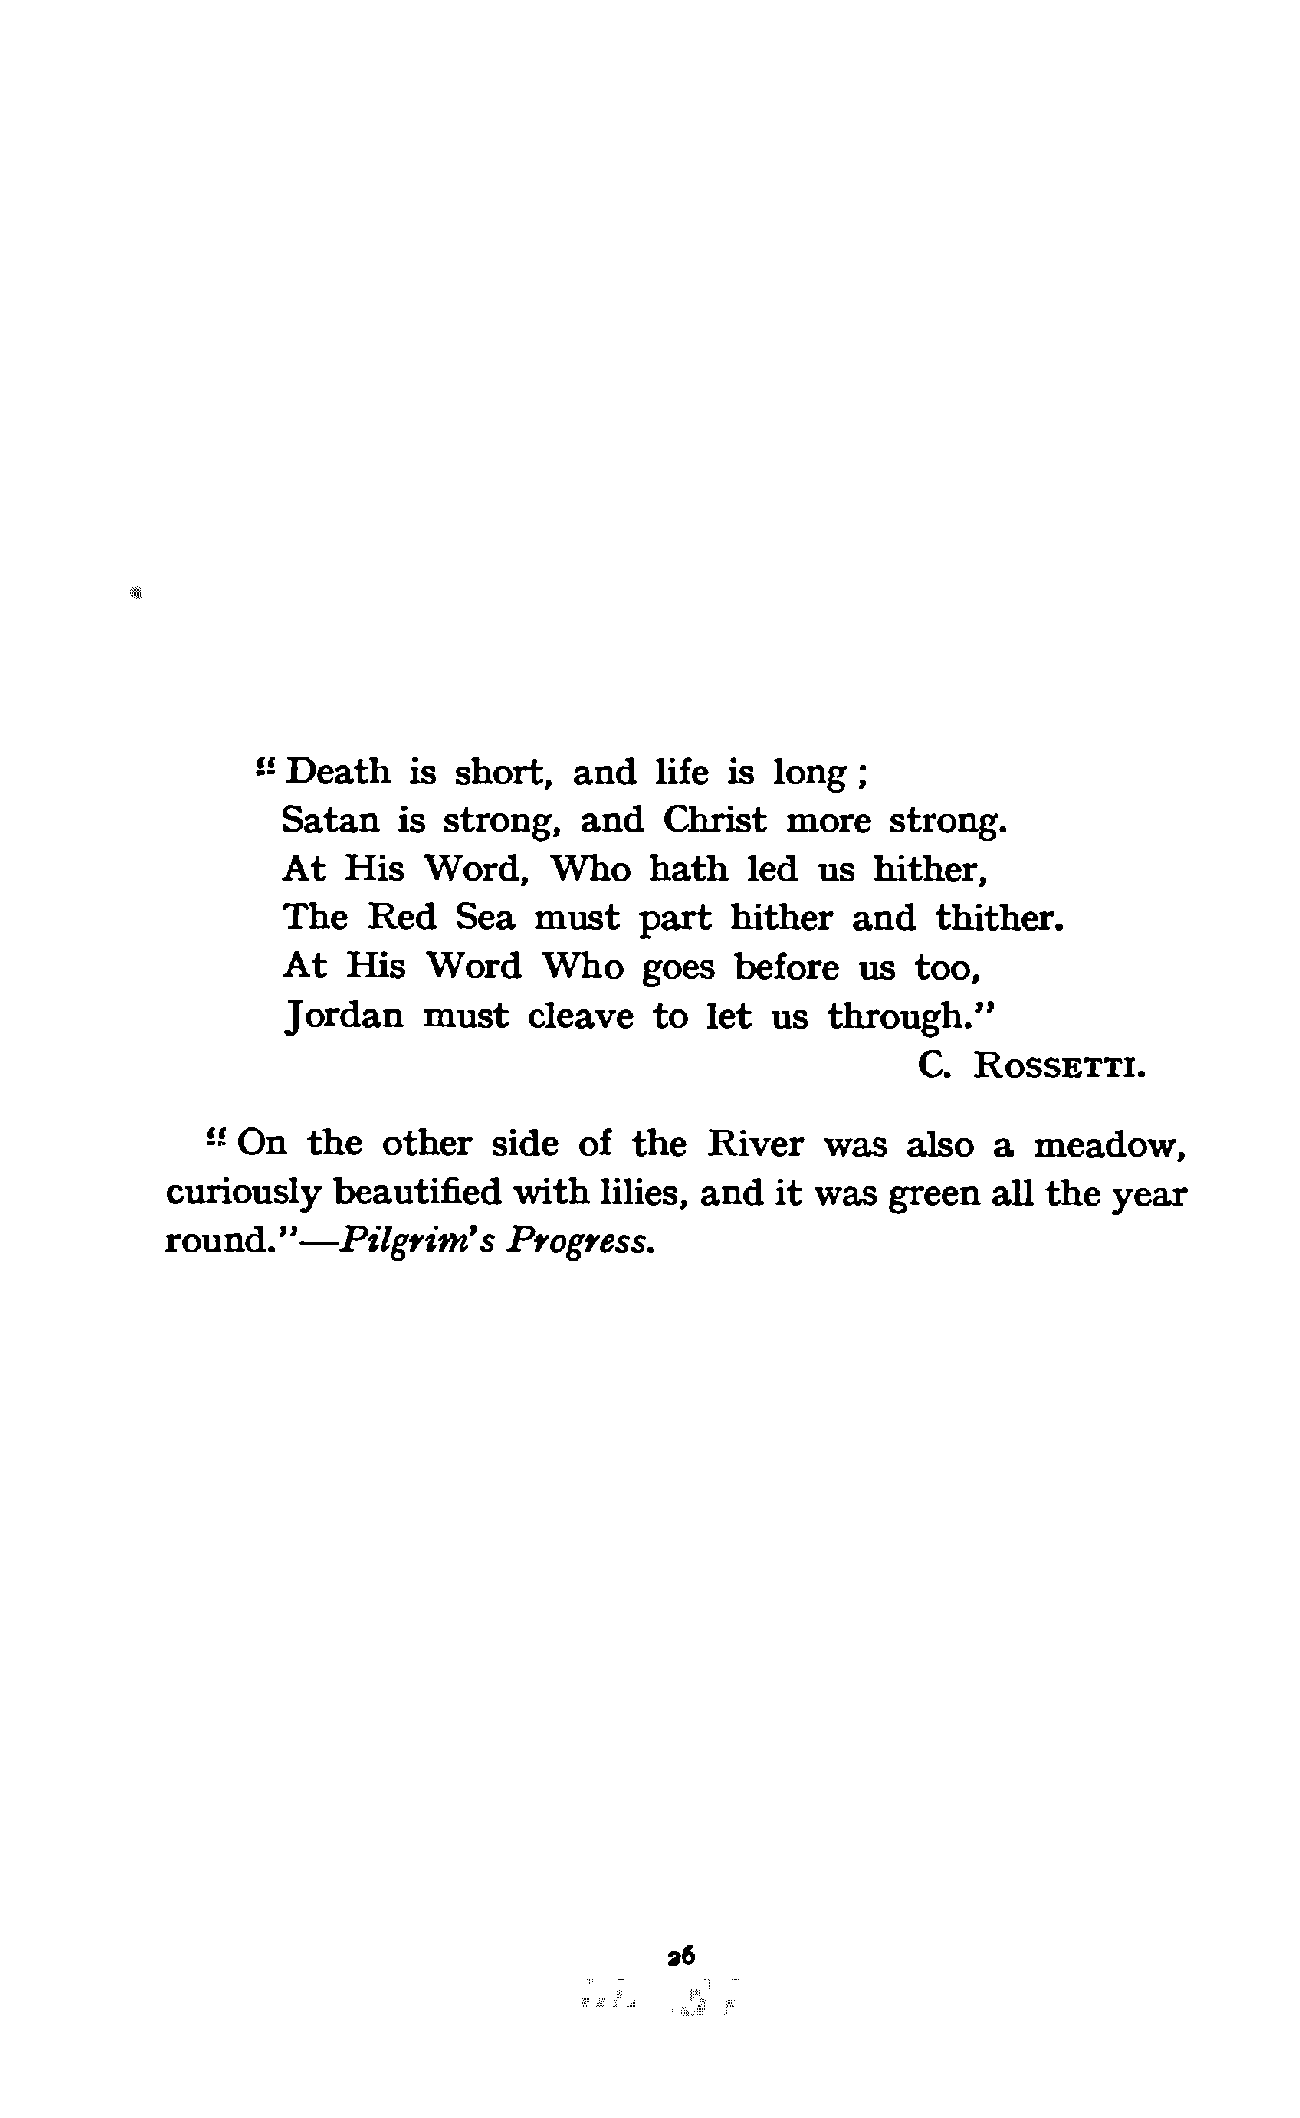 “ Death is short, and life is long ;
Satan is strong, and Christ more strong.
At His Word, Who hath led us hither,
The Red Sea must part hither and thither.
At His Word Who goes before us too,
Jordan must cleave to let us through.”
C. ROSSETTI.
“ On the other side of the River was also a meadow,
curiously beautified with lilies, and it was green all the year
round.”—Pilgrim's Progress.
26